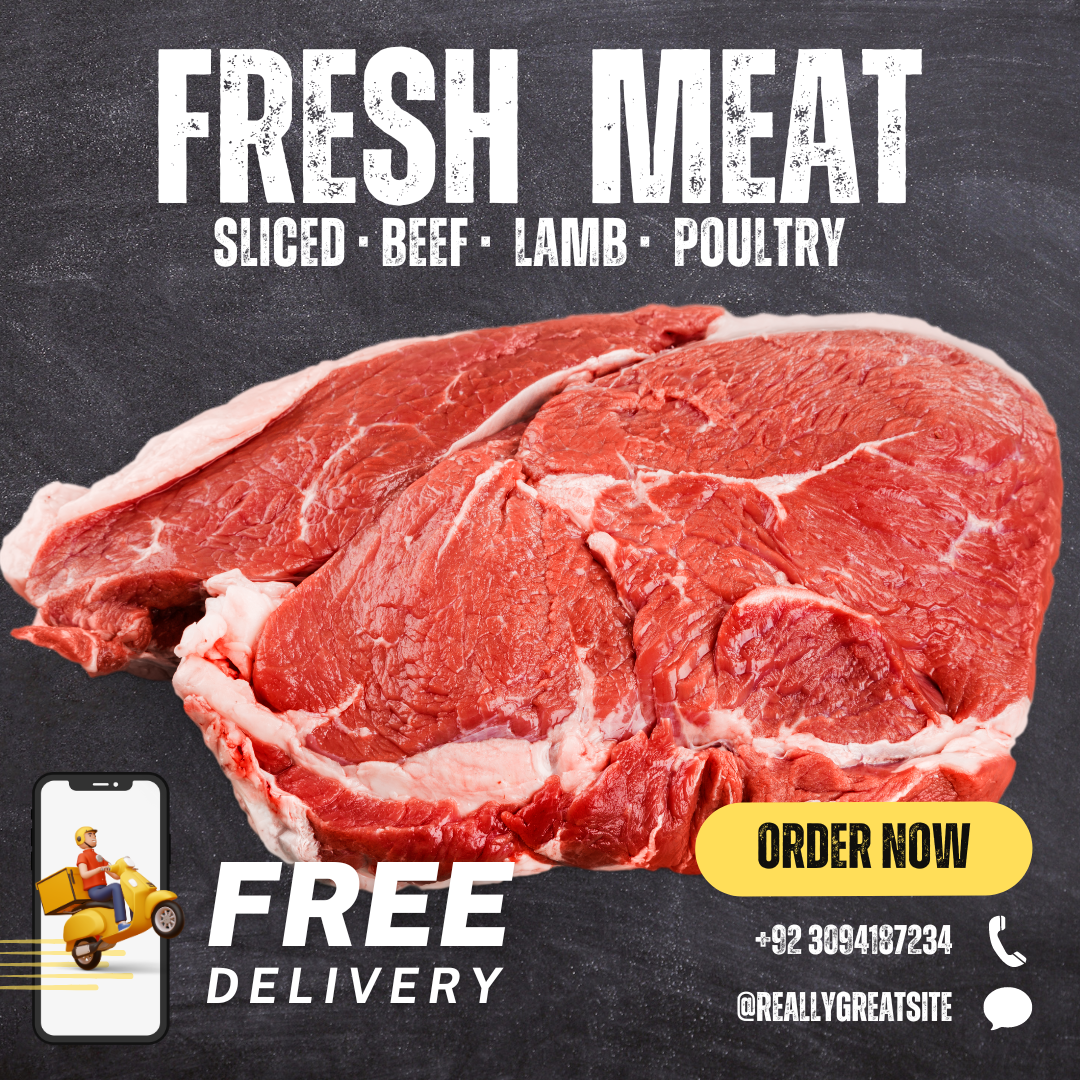 FRESH MEAT
SLICED · BEEF · LAMB · POULTRY
ORDER NOW
FREE
DELIVERY
+92 3094187234
@REALLYGREATSITE